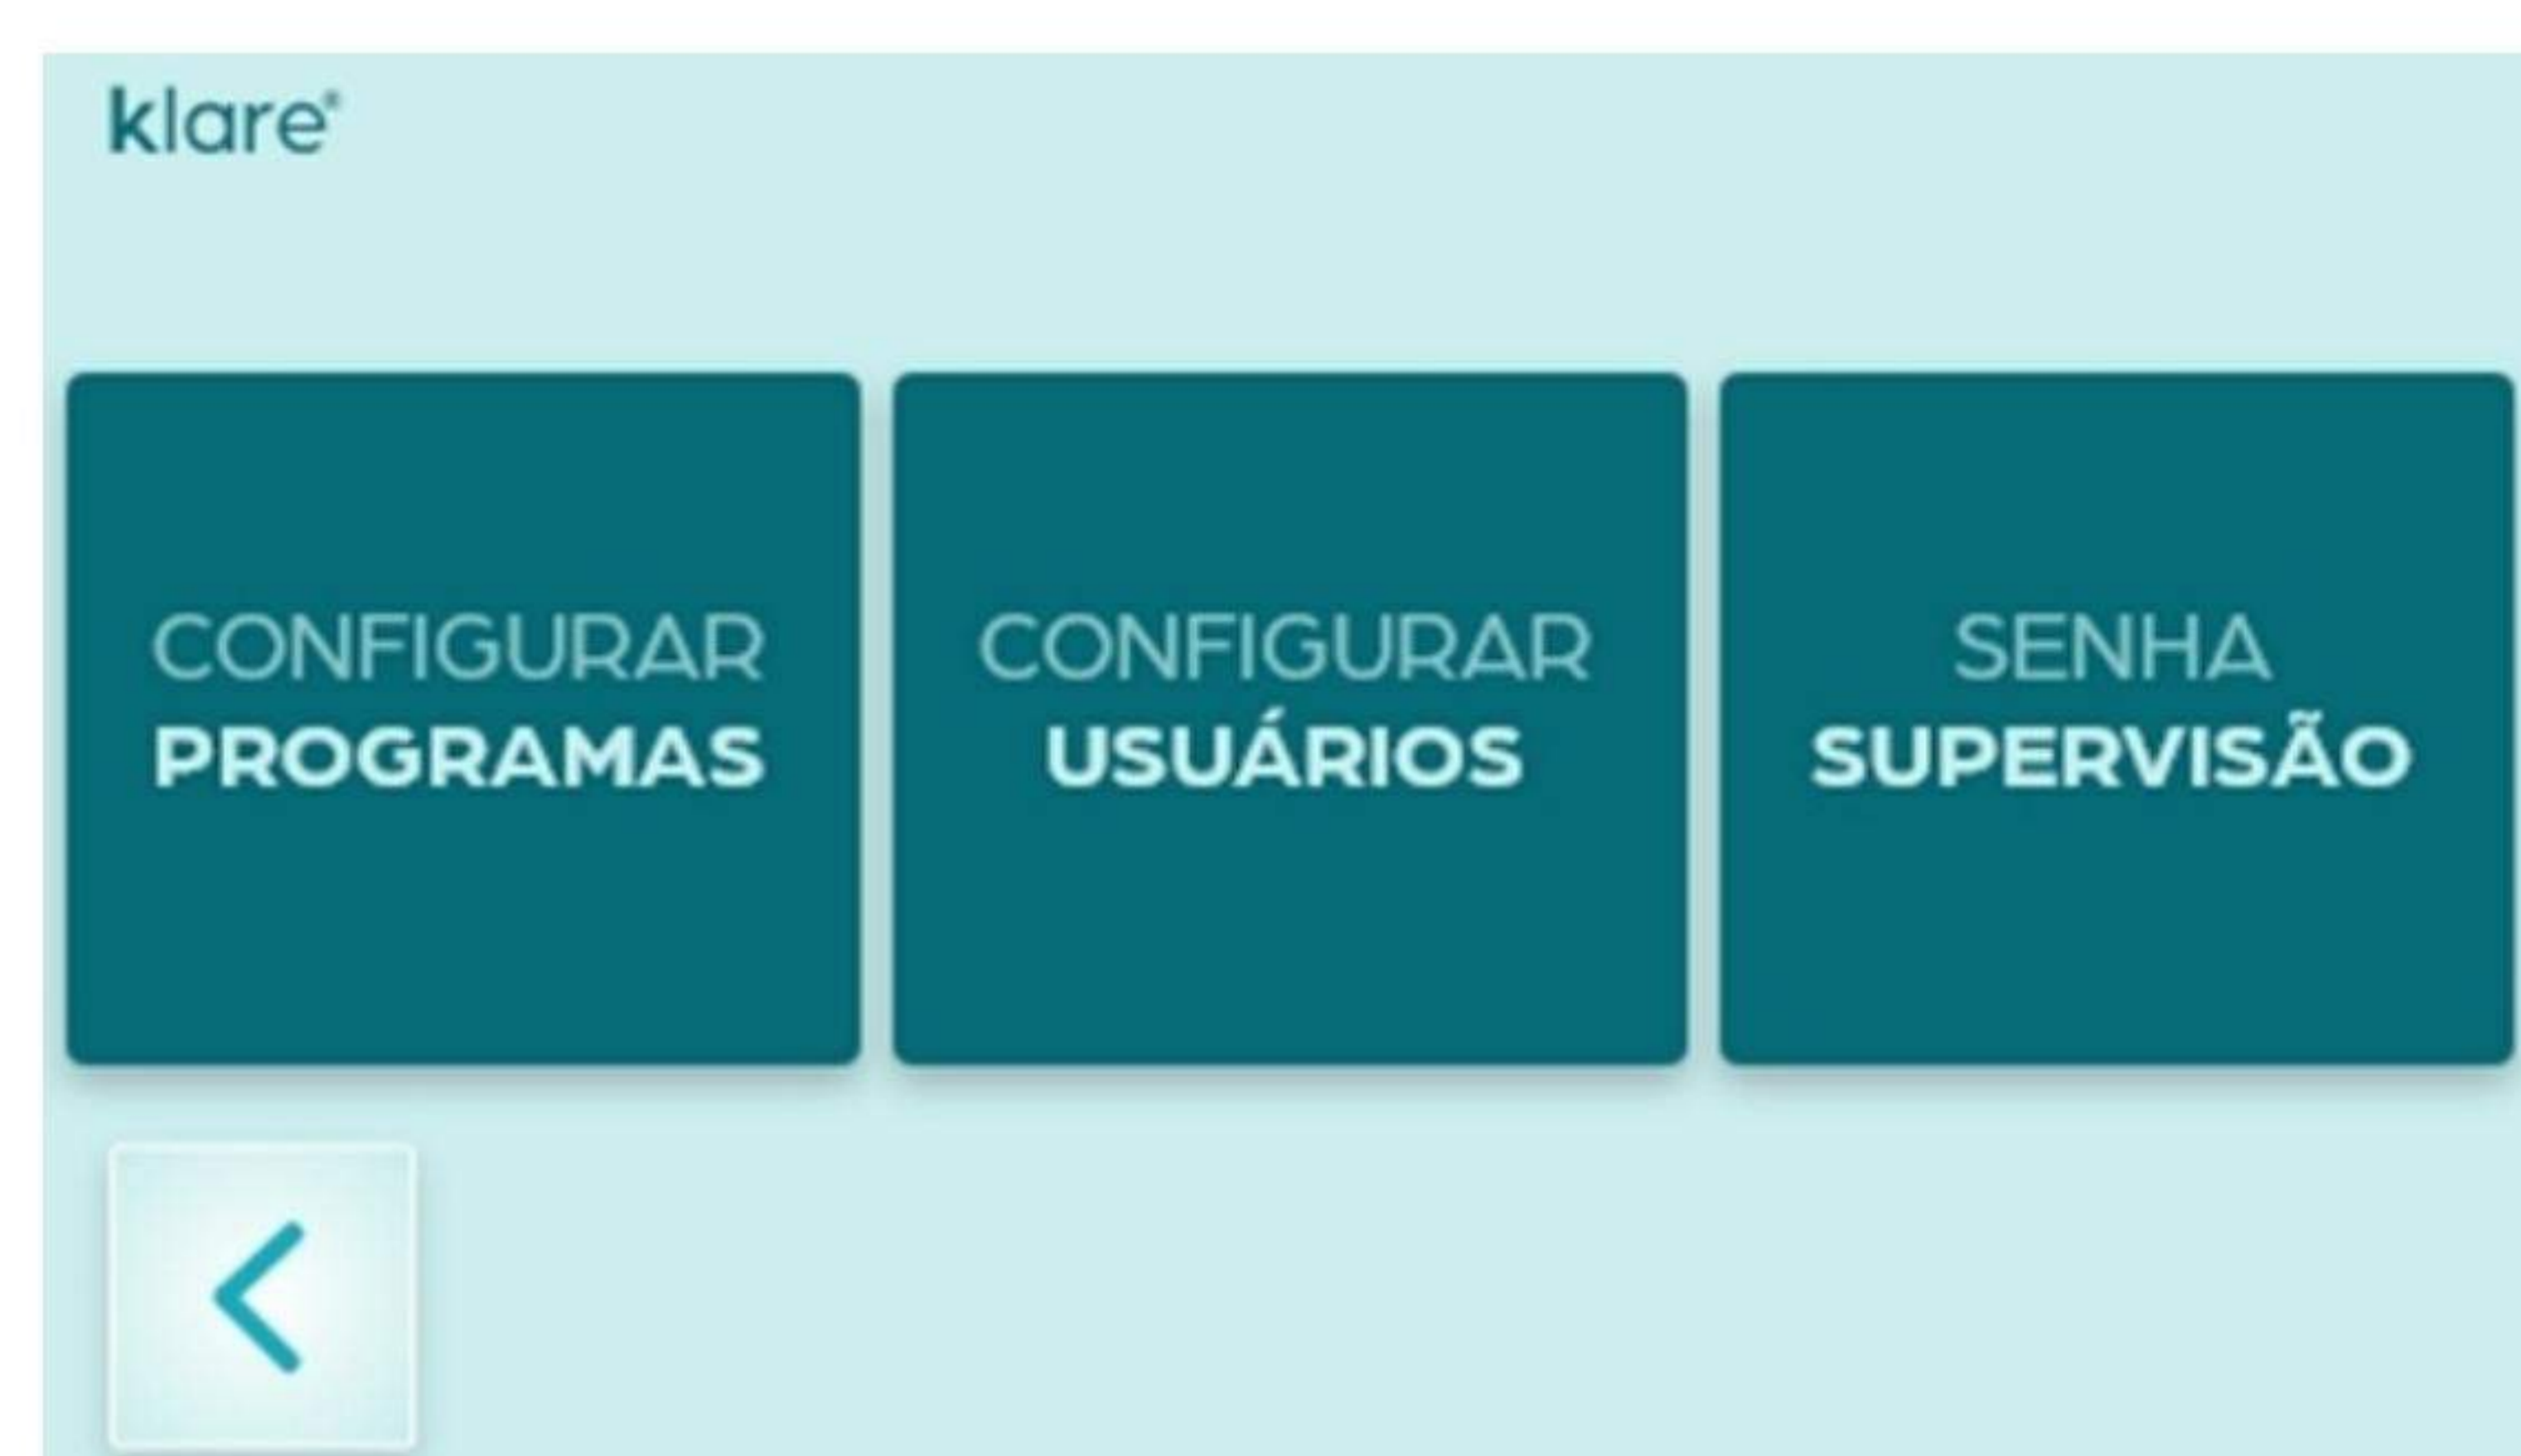 klare®
CONFIGURAR
PROGRAMAS
CONFIGURAR
USUÁRIOS
SENHA
SUPERVISÃO